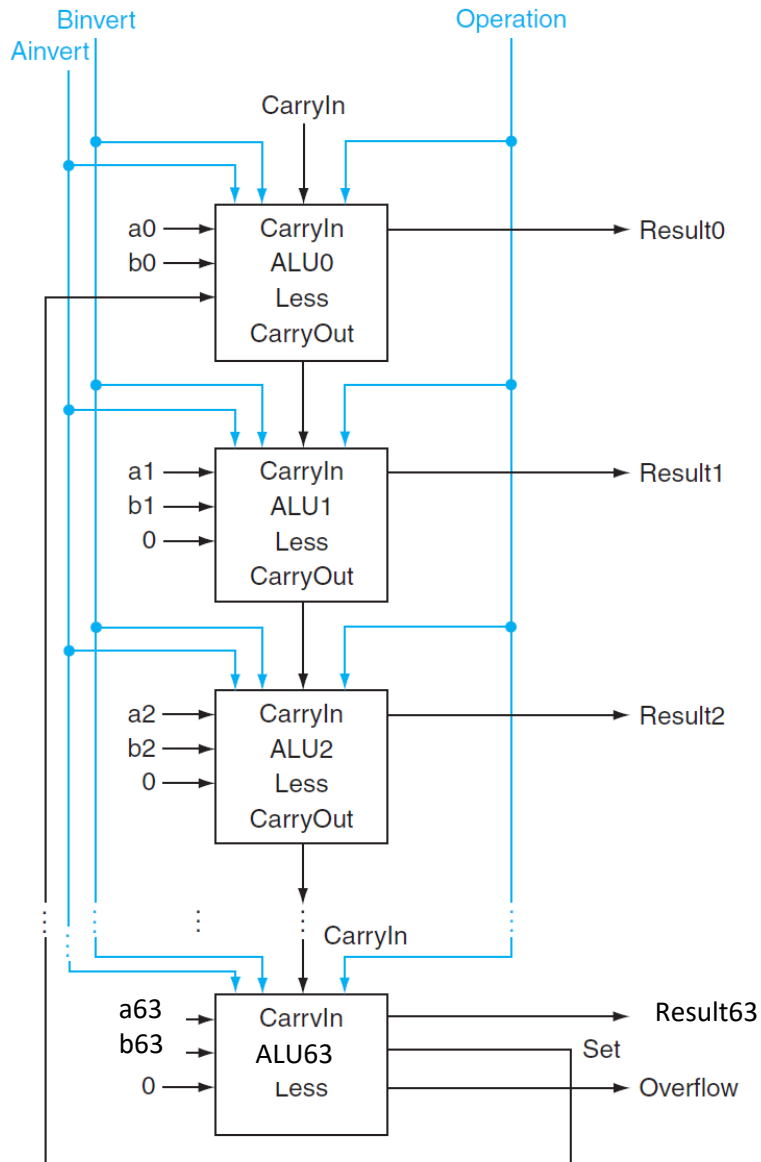 Binvert
Operation
Ainvert
CarryIn
a0
CarryIn
Result0
b0
ALU0
Less
CarryOut
a1
CarryIn
Result1
b1
ALU1
0
Less
CarryOut
a2
CarryIn
Result2
b2
ALU2
0
Less
CarryOut
CarryIn
a63
CarryIn
Result63
b63
ALU63
Set
0
Less
Overflow